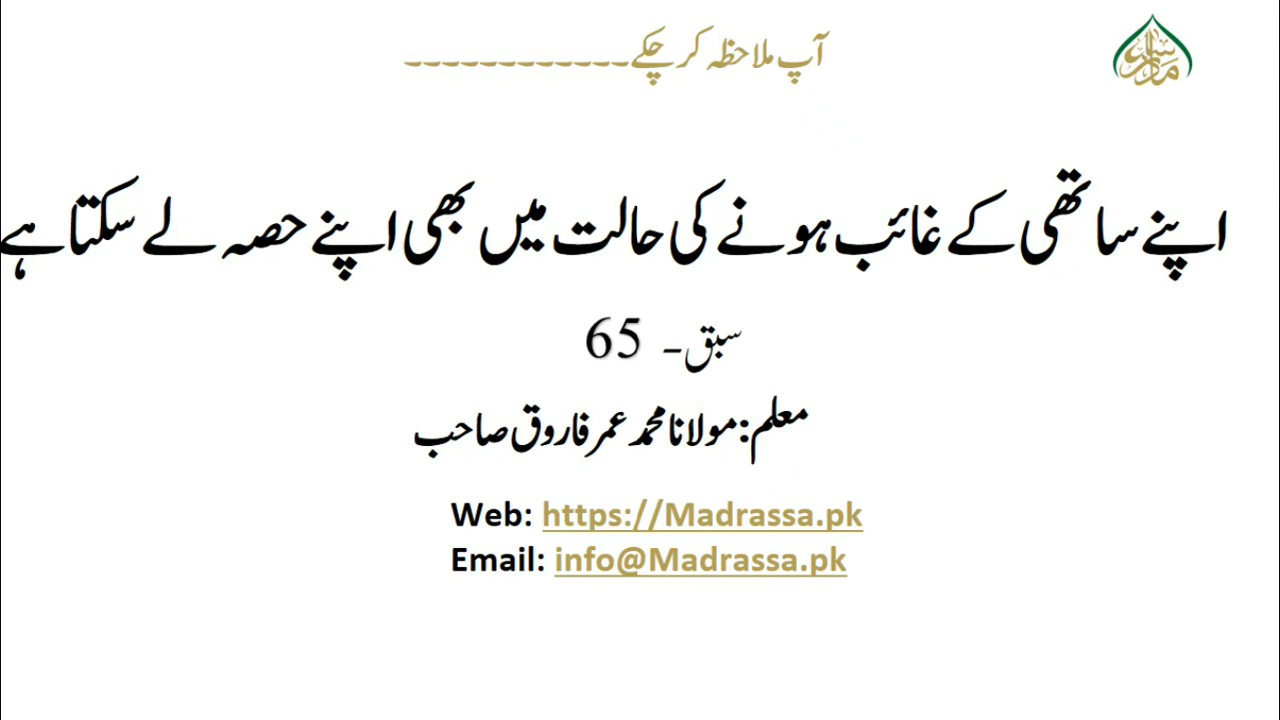 آپ ملاحظہ کر چکے------------
اپنے ساتھی کے غائب ہونے کی حالت میں بھی اپنے حصہ لے سکتا ہے
سبق - 65
معلم: مولانا محمد عمر فاروق صاحب
Web: https://Madrassa.pk
Email: info@Madrassa.pk